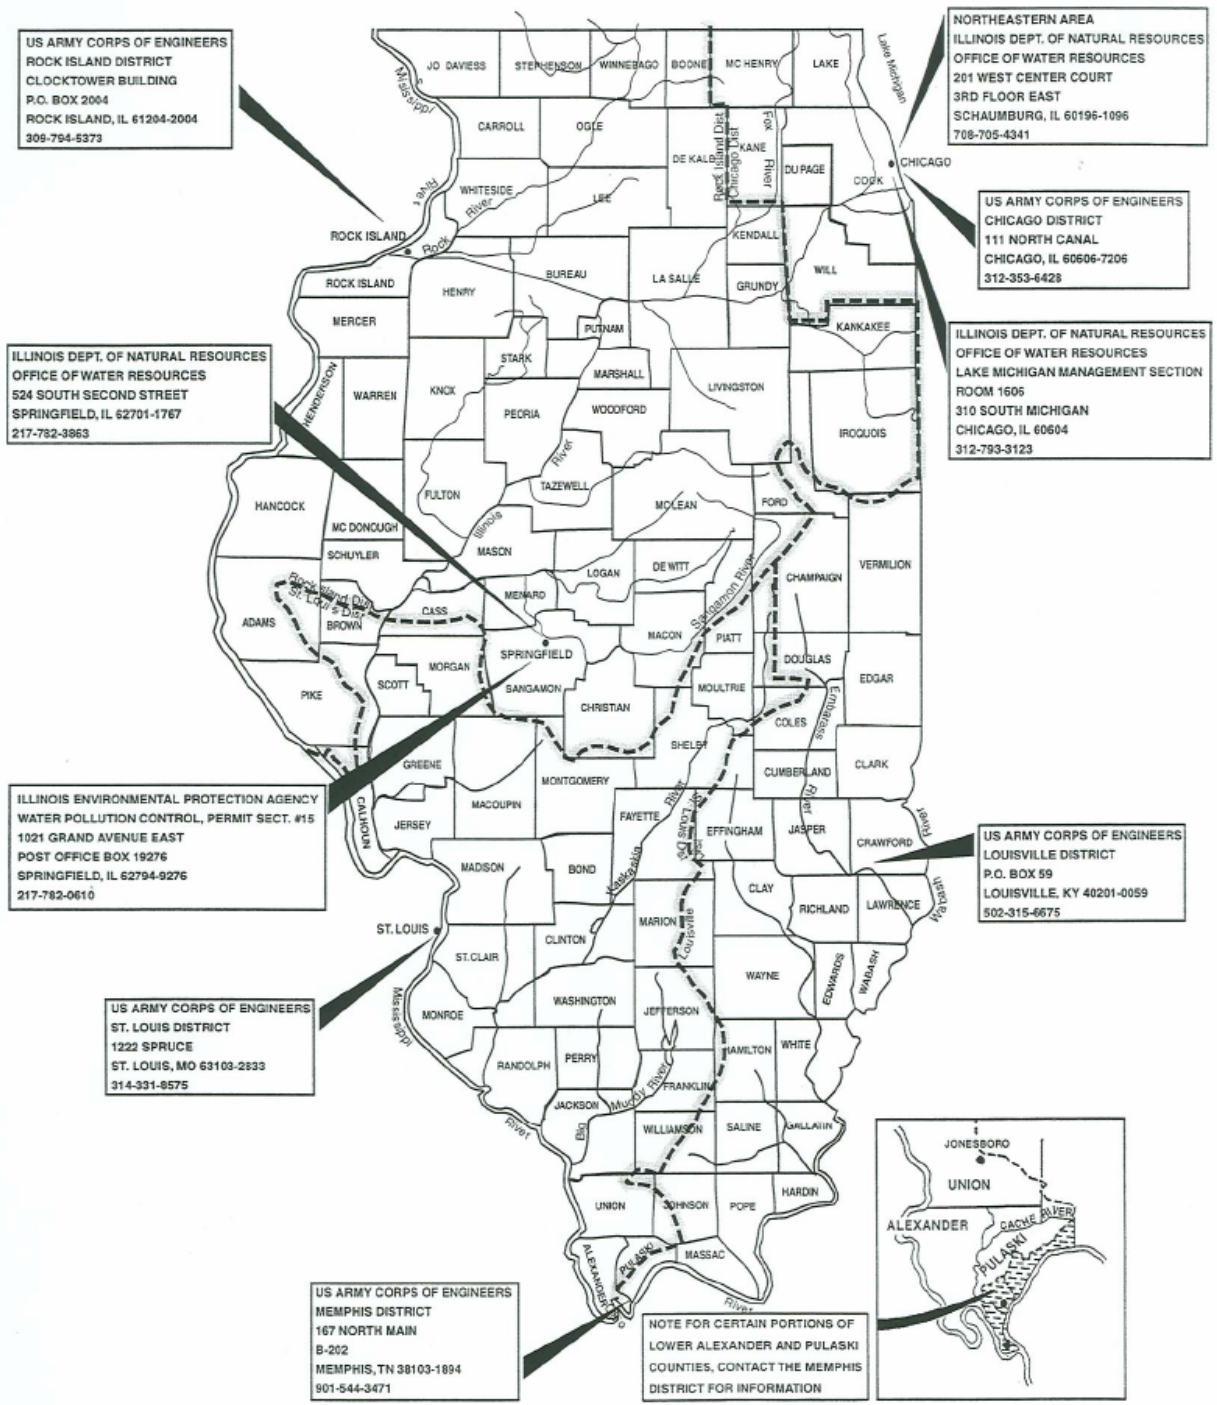 US ARMY CORPS OF ENGINEERS
ROCK ISLAND DISTRICT
CLOCKTOWER BUILDING
P.O. BOX 2004
ROCK ISLAND, IL 61204-2004
309-794-5373
NORTHEASTERN AREA
ILLINOIS DEPT. OF NATURAL RESOURCES
OFFICE OF WATER RESOURCES
201 WEST CENTER COURT
3RD FLOOR EAST
SCHAUMBURG, IL 60196-1096
708-705-4341
US ARMY CORPS OF ENGINEERS
CHICAGO DISTRICT
111 NORTH CANAL
CHICAGO, IL 60606-7206
312-353-6428
ILLINOIS DEPT. OF NATURAL RESOURCES
OFFICE OF WATER RESOURCES
LAKE MICHIGAN MANAGEMENT SECTION
ROOM 1606
310 SOUTH MICHIGAN
CHICAGO, IL 60604
312-793-3123
ILLINOIS DEPT. OF NATURAL RESOURCES
OFFICE OF WATER RESOURCES
524 SOUTH SECOND STREET
SPRINGFIELD, IL 62701-1767
217-782-3863
ILLINOIS ENVIRONMENTAL PROTECTION AGENCY
WATER POLLUTION CONTROL, PERMIT SECT. #15
1021 GRAND AVENUE EAST
POST OFFICE BOX 19276
SPRINGFIELD, IL 62794-9276
217-782-0610
US ARMY CORPS OF ENGINEERS
LOUISVILLE DISTRICT
P.O. BOX 59
LOUISVILLE, KY 40201-0059
502-315-6675
US ARMY CORPS OF ENGINEERS
ST. LOUIS DISTRICT
1222 SPRUCE
ST. LOUIS, MO 63103-2833
314-331-8575
US ARMY CORPS OF ENGINEERS
MEMPHIS DISTRICT
167 NORTH MAIN
B-202
MEMPHIS, TN 38103-1894
901-544-3471
NOTE FOR CERTAIN PORTIONS OF
LOWER ALEXANDER AND PULASKI
COUNTIES, CONTACT THE MEMPHIS
DISTRICT FOR INFORMATION
JO DAVIESS
STEPHENSON
WINNEBAGO
BOONE
MC HENRY
LAKE
Lake Michigan
Mississippi
River
CARROLL
OGLE
DE KALB
Rock Island Dist
Chicago Dist
KANE
Fox
River
DU PAGE
COOK
CHICAGO
WHITESIDE
River
LEE
ROCK ISLAND
Rock
KENDALL
WILL
ROCK ISLAND
HENRY
BUREAU
LA SALLE
GRUNDY
MERCER
PUTNAM
KANKAKEE
STARK
MARSHALL
HENDERSON
WARREN
KNOX
PEORIA
WOODFORD
LIVINGSTON
IROQUOIS
River
TAZEWELL
FULTON
MCLEAN
FORD
HANCOCK
MC DONOUGH
Illinois
SCHUYLER
MASON
LOGAN
DE WITT
CHAMPAIGN
VERMILION
Sangamon River
Rock Island Dist
St. Louis Dist
ADAMS
BROWN
CASS
MENARD
MACON
PIATT
SPRINGFIELD
DOUGLAS
EDGAR
PIKE
SCOTT
MORGAN
SANGAMON
CHRISTIAN
MOULTRIE
COLES
Embarass
River
SHELBY
GREENE
MACOUPIN
MONTGOMERY
CUMBERLAND
CLARK
CALHOUN
JERSEY
FAYETTE
River
Kaskaskia
St. Louis Dist
Louisville
Dist
EFFINGHAM
JASPER
CRAWFORD
River
Wabash
MADISON
BOND
CLAY
RICHLAND
LAWRENCE
MARION
ST. LOUIS
ST. CLAIR
CLINTON
WAYNE
EDWARDS
WABASH
Mississippi
MONROE
WASHINGTON
JEFFERSON
RANDOLPH
PERRY
HAMILTON
WHITE
River
JACKSON
Big
Muddy River
FRANKLIN
WILLIAMSON
SALINE
GALLATIN
UNION
JOHNSON
POPE
HARDIN
ALEXANDER
PULASKI
MASSAC
River
JONESBORO
UNION
ALEXANDER
CACHE RIVER
PULASKI